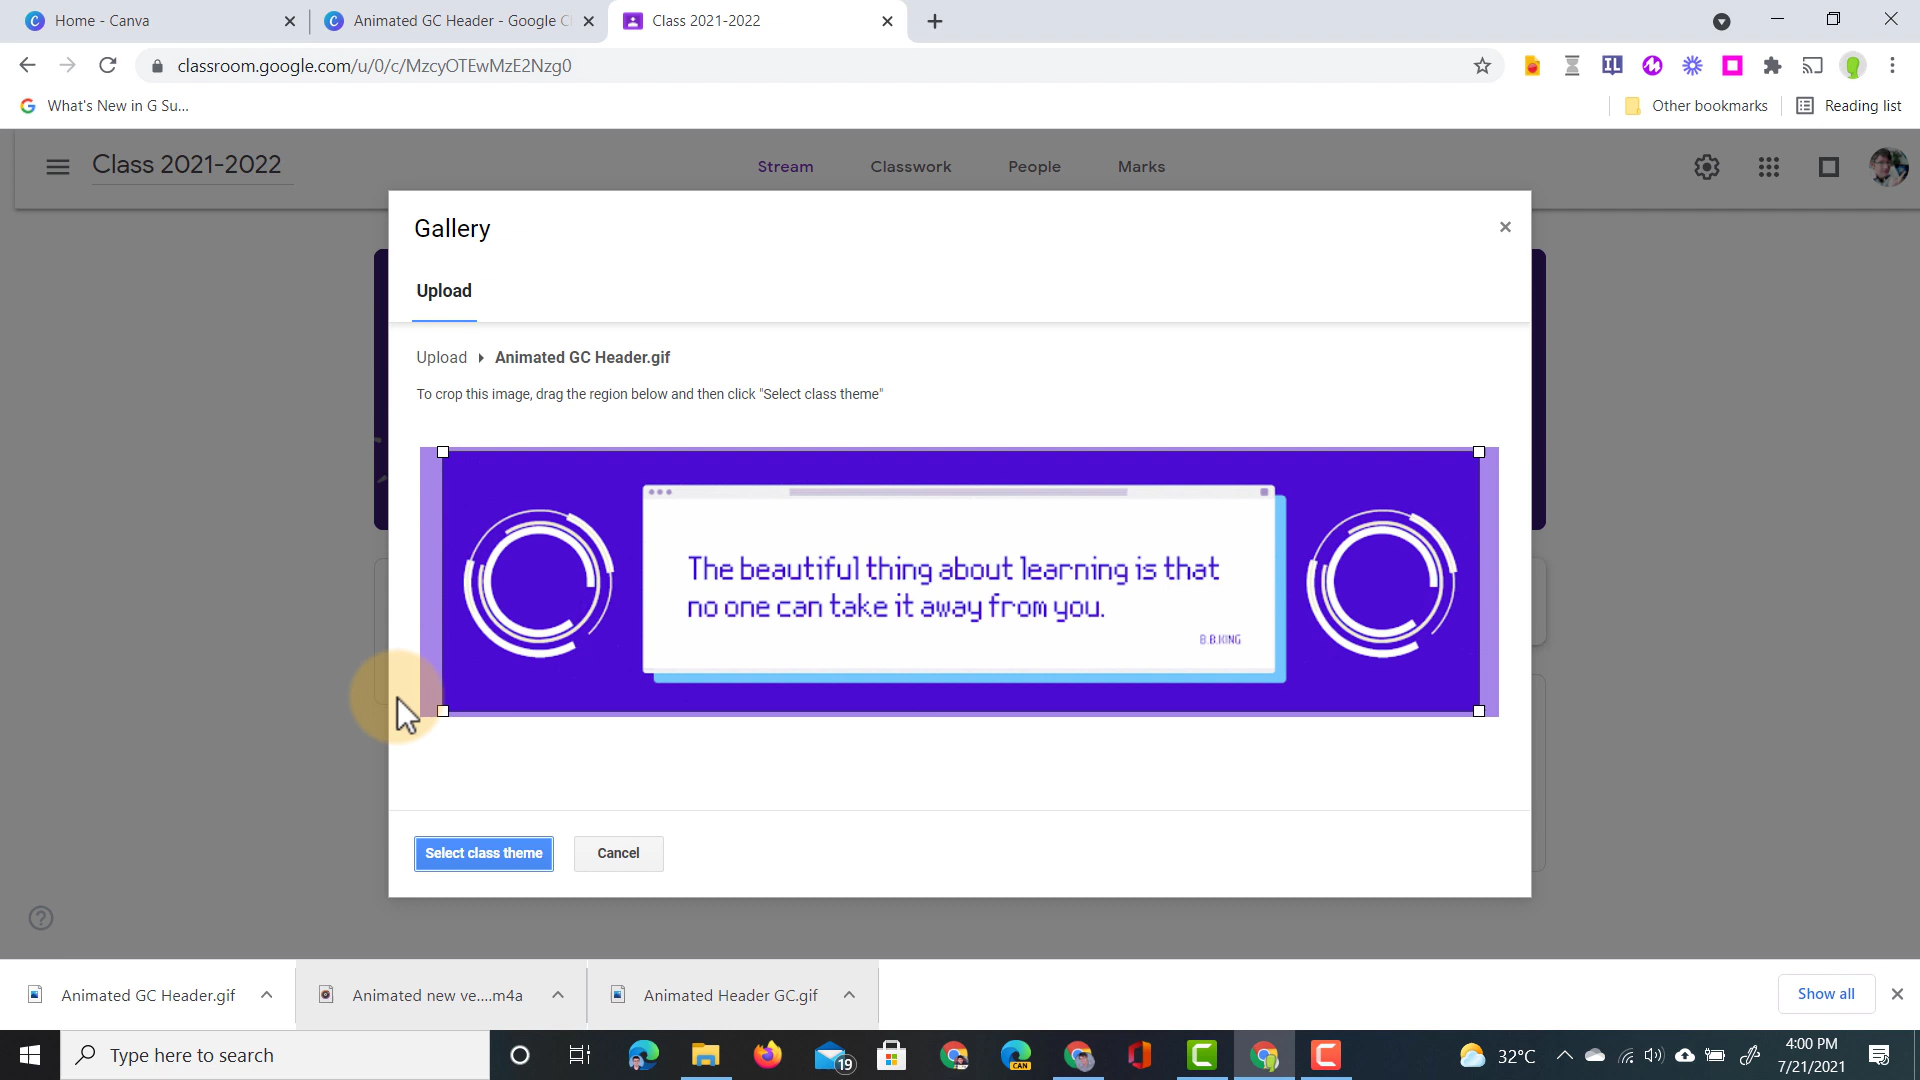 Home - Canva
Animated GC Header - Google Cl
Class 2021-2022
classroom.google.com/u/0/c/MzcyOTEwMzE2Nzg0
What's New in G Su...
Other bookmarks
Reading list
Class 2021-2022
Stream
Classwork
People
Marks
Gallery
Upload
Upload
Animated GC Header.gif
To crop this image, drag the region below and then click "Select class theme"
The beautiful thing about learning is that
no one can take it away from you.
B.B.KING
Select class theme
Cancel
Animated GC Header.gif
Animated new ve....m4a
Animated Header GC.gif
Show all
Type here to search
19
CAN
32°C
4:00 PM
7/21/2021